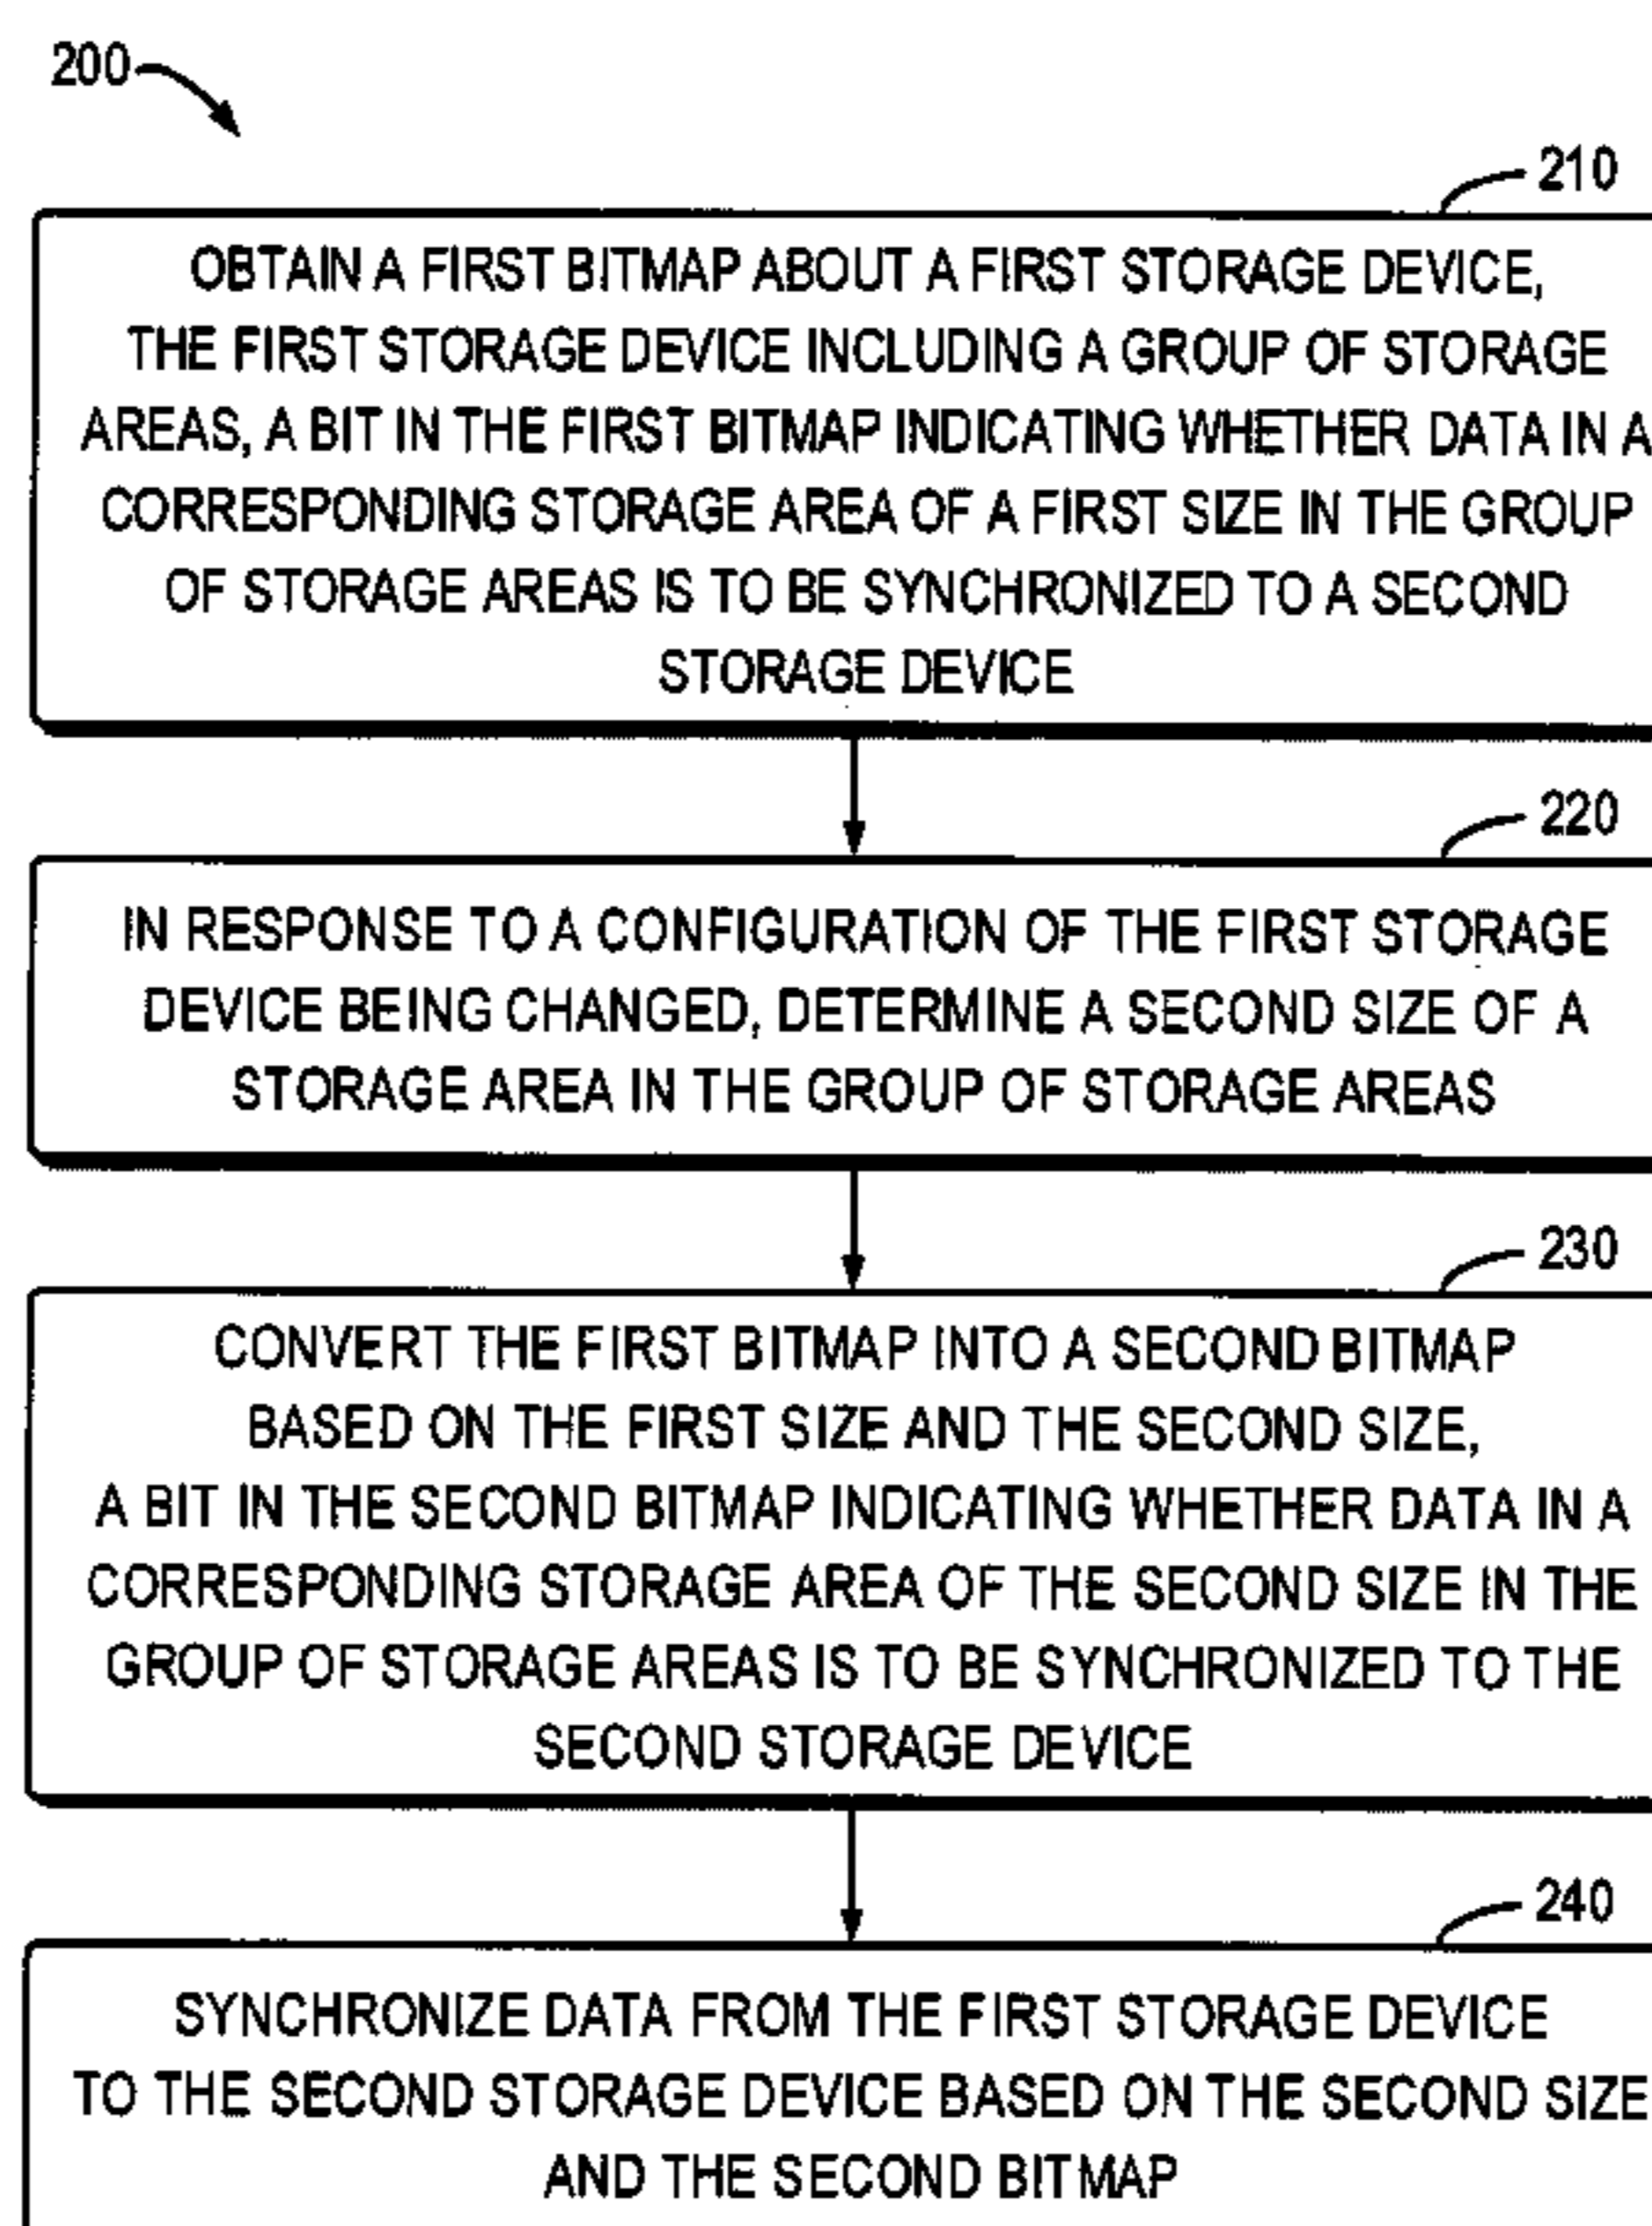 200
210
OBTAIN A FIRST BITMAP ABOUT A FIRST STORAGE DEVICE,
THE FIRST STORAGE DEVICE INCLUDING A GROUP OF STORAGE
AREAS, A BIT IN THE FIRST BITMAP INDICATING WHETHER DATA IN A
CORRESPONDING STORAGE AREA OF A FIRST SIZE IN THE GROUP
OF STORAGE AREAS IS TO BE SYNCHRONIZED TO A SECOND
STORAGE DEVICE
220
IN RESPONSE TO A CONFIGURATION OF THE FIRST STORAGE
DEVICE BEING CHANGED, DETERMINE A SECOND SIZE OF A
STORAGE AREA IN THE GROUP OF STORAGE AREAS
230
CONVERT THE FIRST BITMAP INTO A SECOND BITMAP
BASED ON THE FIRST SIZE AND THE SECOND SIZE,
A BIT IN THE SECOND BITMAP INDICATING WHETHER DATA IN A
CORRESPONDING STORAGE AREA OF THE SECOND SIZE IN THE
GROUP OF STORAGE AREAS IS TO BE SYNCHRONIZED TO THE
SECOND STORAGE DEVICE
240
SYNCHRONIZE DATA FROM THE FIRST STORAGE DEVICE
TO THE SECOND STORAGE DEVICE BASED ON THE SECOND SIZE
AND THE SECOND BITMAP